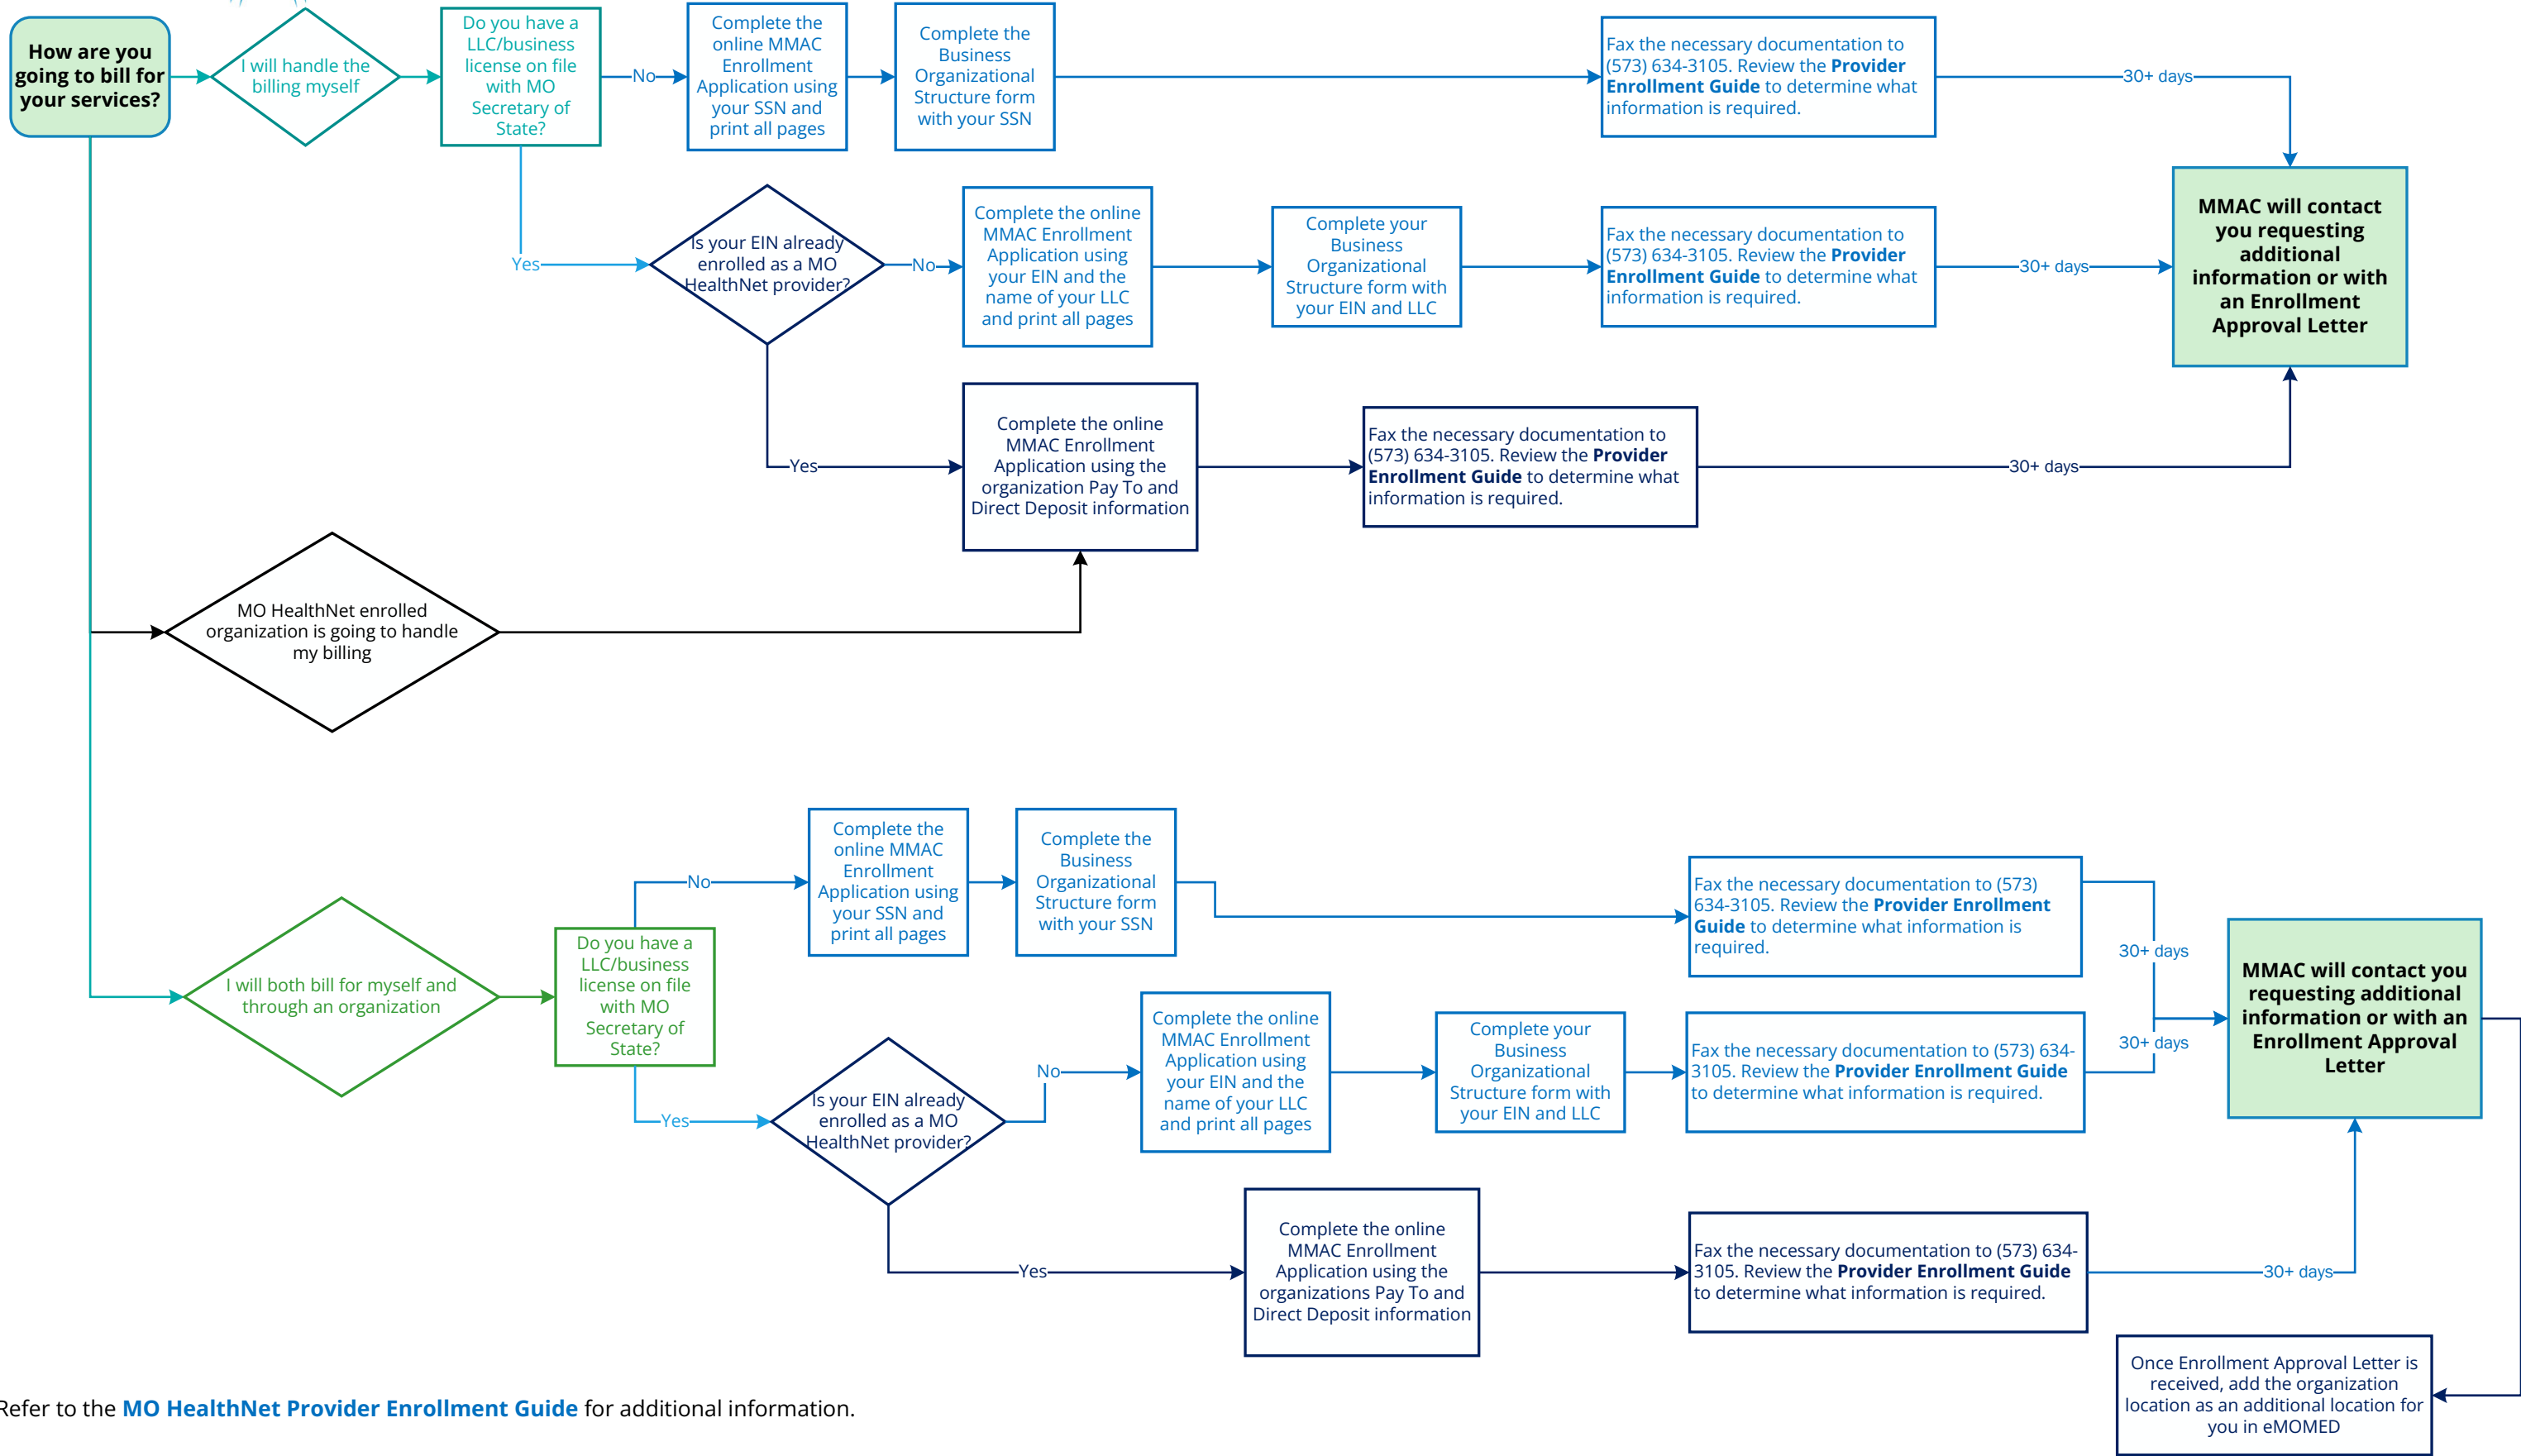 How are you
going to bill for
your services?
I will handle the
billing myself
Do you have a
LLC/business
license on file
with MO
Secretary of
State?
No
Complete the
online MMAC
Enrollment
Application using
your SSN and
print all pages
Complete the
Business
Organizational
Structure form
with your SSN
Fax the necessary documentation to
(573) 634-3105. Review the Provider
Enrollment Guide to determine what
information is required.
30+ days
Yes
Is your EIN already
enrolled as a MO
HealthNet provider?
No
Complete the online
MMAC Enrollment
Application using
your EIN and the
name of your LLC
and print all pages
Complete your
Business
Organizational
Structure form with
your EIN and LLC
Fax the necessary documentation to
(573) 634-3105. Review the Provider
Enrollment Guide to determine what
information is required.
30+ days
MMAC will contact
you requesting
additional
information or with
an Enrollment
Approval Letter
Yes
Complete the online
MMAC Enrollment
Application using the
organization Pay To and
Direct Deposit information
Fax the necessary documentation to
(573) 634-3105. Review the Provider
Enrollment Guide to determine what
information is required.
30+ days
MO HealthNet enrolled
organization is going to handle
my billing
I will both bill for myself and
through an organization
Do you have a
LLC/business
license on file
with MO
Secretary of
State?
No
Complete the
online MMAC
Enrollment
Application using
your SSN and
print all pages
Complete the
Business
Organizational
Structure form
with your SSN
Fax the necessary documentation to (573)
634-3105. Review the Provider Enrollment
Guide to determine what information is
required.
30+ days
Yes
Is your EIN already
enrolled as a MO
HealthNet provider?
No
Complete the online
MMAC Enrollment
Application using
your EIN and the
name of your LLC
and print all pages
Complete your
Business
Organizational
Structure form with
your EIN and LLC
Fax the necessary documentation to (573) 634-
3105. Review the Provider Enrollment Guide
to determine what information is required.
30+ days
MMAC will contact you
requesting additional
information or with an
Enrollment Approval
Letter
Yes
Complete the online
MMAC Enrollment
Application using the
organizations Pay To and
Direct Deposit information
Fax the necessary documentation to (573) 634-
3105. Review the Provider Enrollment Guide
to determine what information is required.
30+ days
Once Enrollment Approval Letter is
received, add the organization
location as an additional location for
you in eMOMED
Refer to the MO HealthNet Provider Enrollment Guide for additional information.